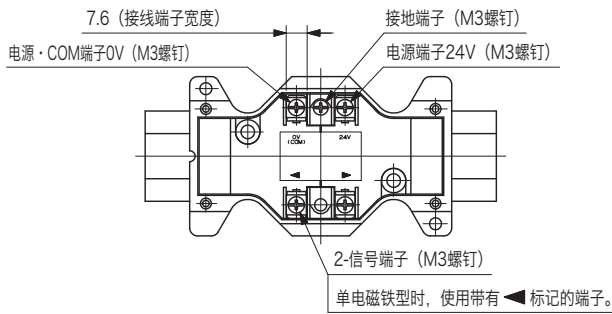 7.6（接线端子宽度）
接地端子（M3螺钉）
电源・COM端子0V（M3螺钉）
电源端子24V（M3螺钉）
0V
(COM)
24V
2-信号端子（M3螺钉）
单电磁铁型时，使用带有◀标记的端子。